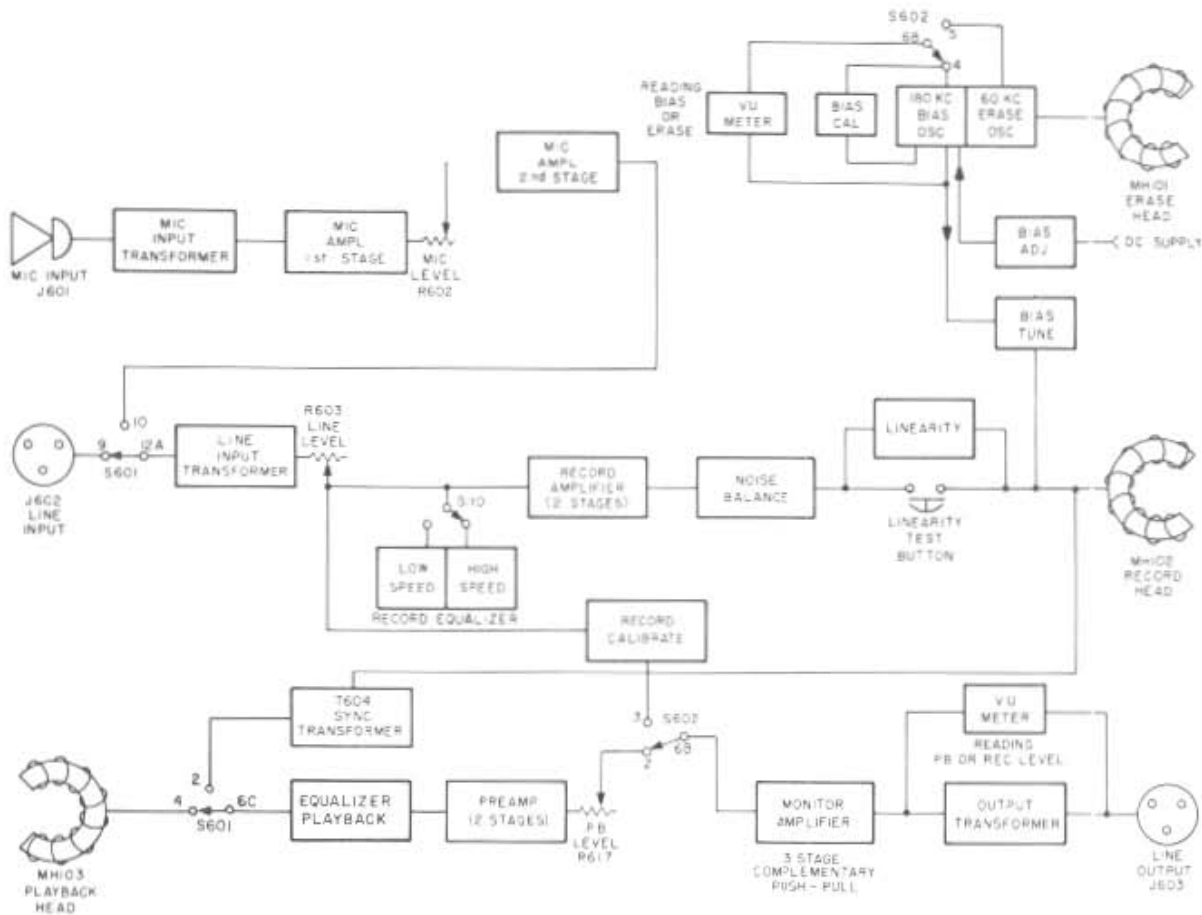 S602
5
6B
4
READING
BIAS
OR
ERASE
VU
METER
BIAS
CAL
180 KC
BIAS
OSC
60 KC
ERASE
OSC
MH101
ERASE
HEAD
BIAS
ADJ
DC SUPPLY
BIAS
TUNE
MIC
AMPL
2nd STAGE
MIC INPUT
J601
MIC
INPUT
TRANSFORMER
MIC
AMPL
1st- STAGE
MIC
LEVEL
R602
J602
LINE
INPUT
10
9
12A
S601
LINE
INPUT
TRANSFORMER
R603
LINE
LEVEL
S110
LOW
SPEED
HIGH
SPEED
RECORD EQUALIZER
RECORD
AMPLIFIER
(2 STAGES)
NOISE
BALANCE
LINEARITY
LINEARITY
TEST
BUTTON
MH102
RECORD
HEAD
RECORD
CALIBRATE
T604
SYNC
TRANSFORMER
3
S602
6B
2
MH103
PLAYBACK
HEAD
2
4
6C
S601
EQUALIZER
PLAYBACK
PREAMP
(2 STAGES)
PB
LEVEL
R617
MONITOR
AMPLIFIER
3 STAGE
COMPLEMENTARY
PUSH - PULL
VU
METER
READING
PB OR REC LEVEL
OUTPUT
TRANSFORMER
LINE
OUTPUT
J603